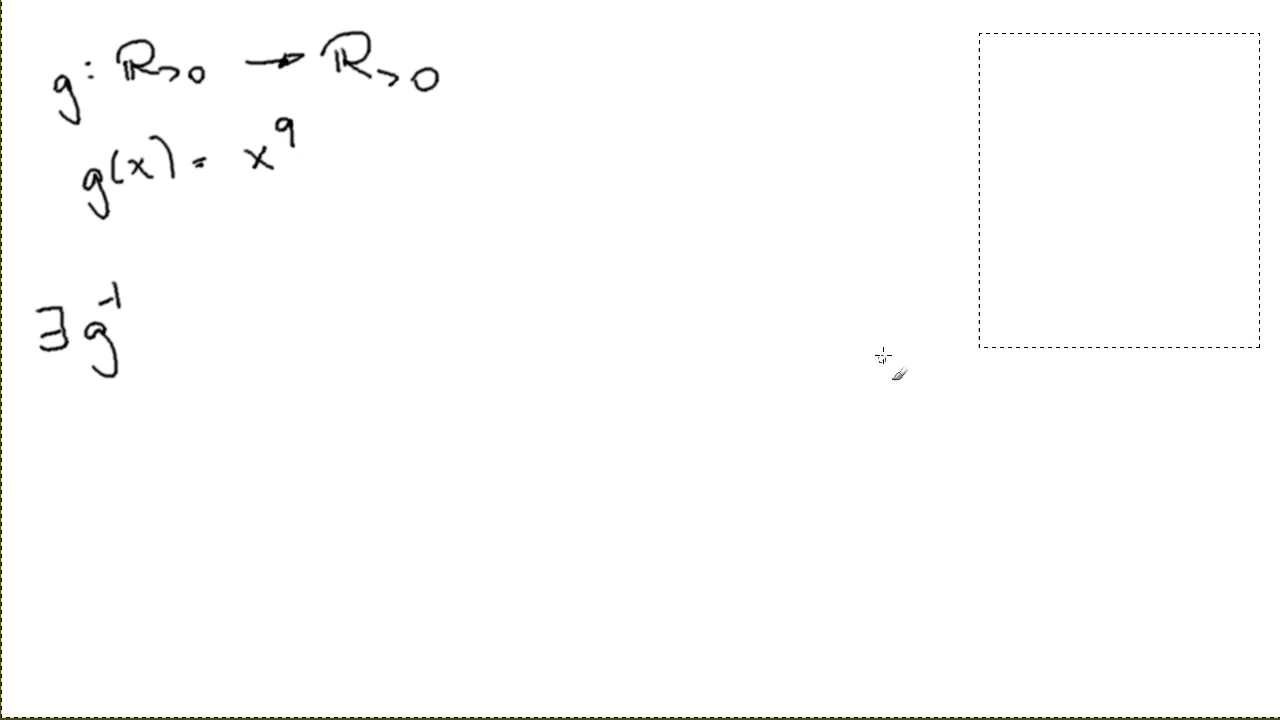 g: ℝ>0 → ℝ>0
g(x) = x^9
∃ g^-1